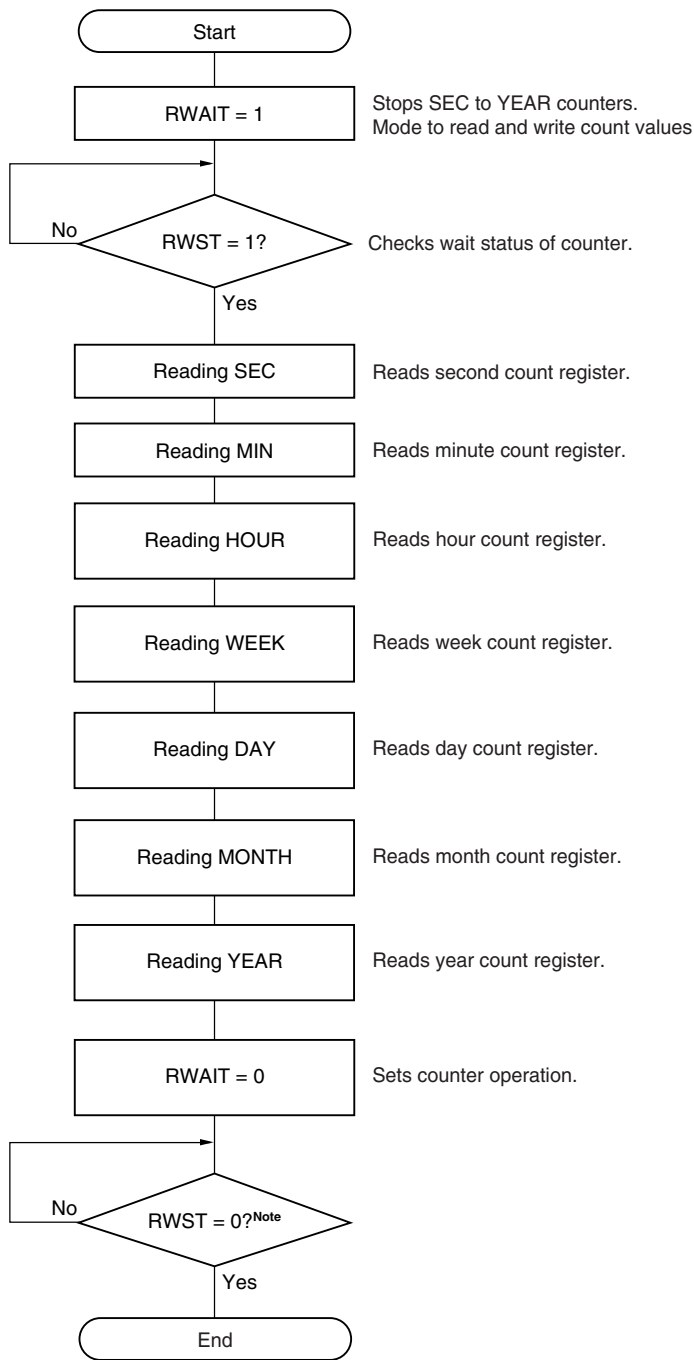 Start
RWAIT = 1
Stops SEC to YEAR counters.
Mode to read and write count values
No
RWST = 1?
Checks wait status of counter.
Yes
Reading SEC
Reads second count register.
Reading MIN
Reads minute count register.
Reading HOUR
Reads hour count register.
Reading WEEK
Reads week count register.
Reading DAY
Reads day count register.
Reading MONTH
Reads month count register.
Reading YEAR
Reads year count register.
RWAIT = 0
Sets counter operation.
No
RWST = 0?Note
Yes
End